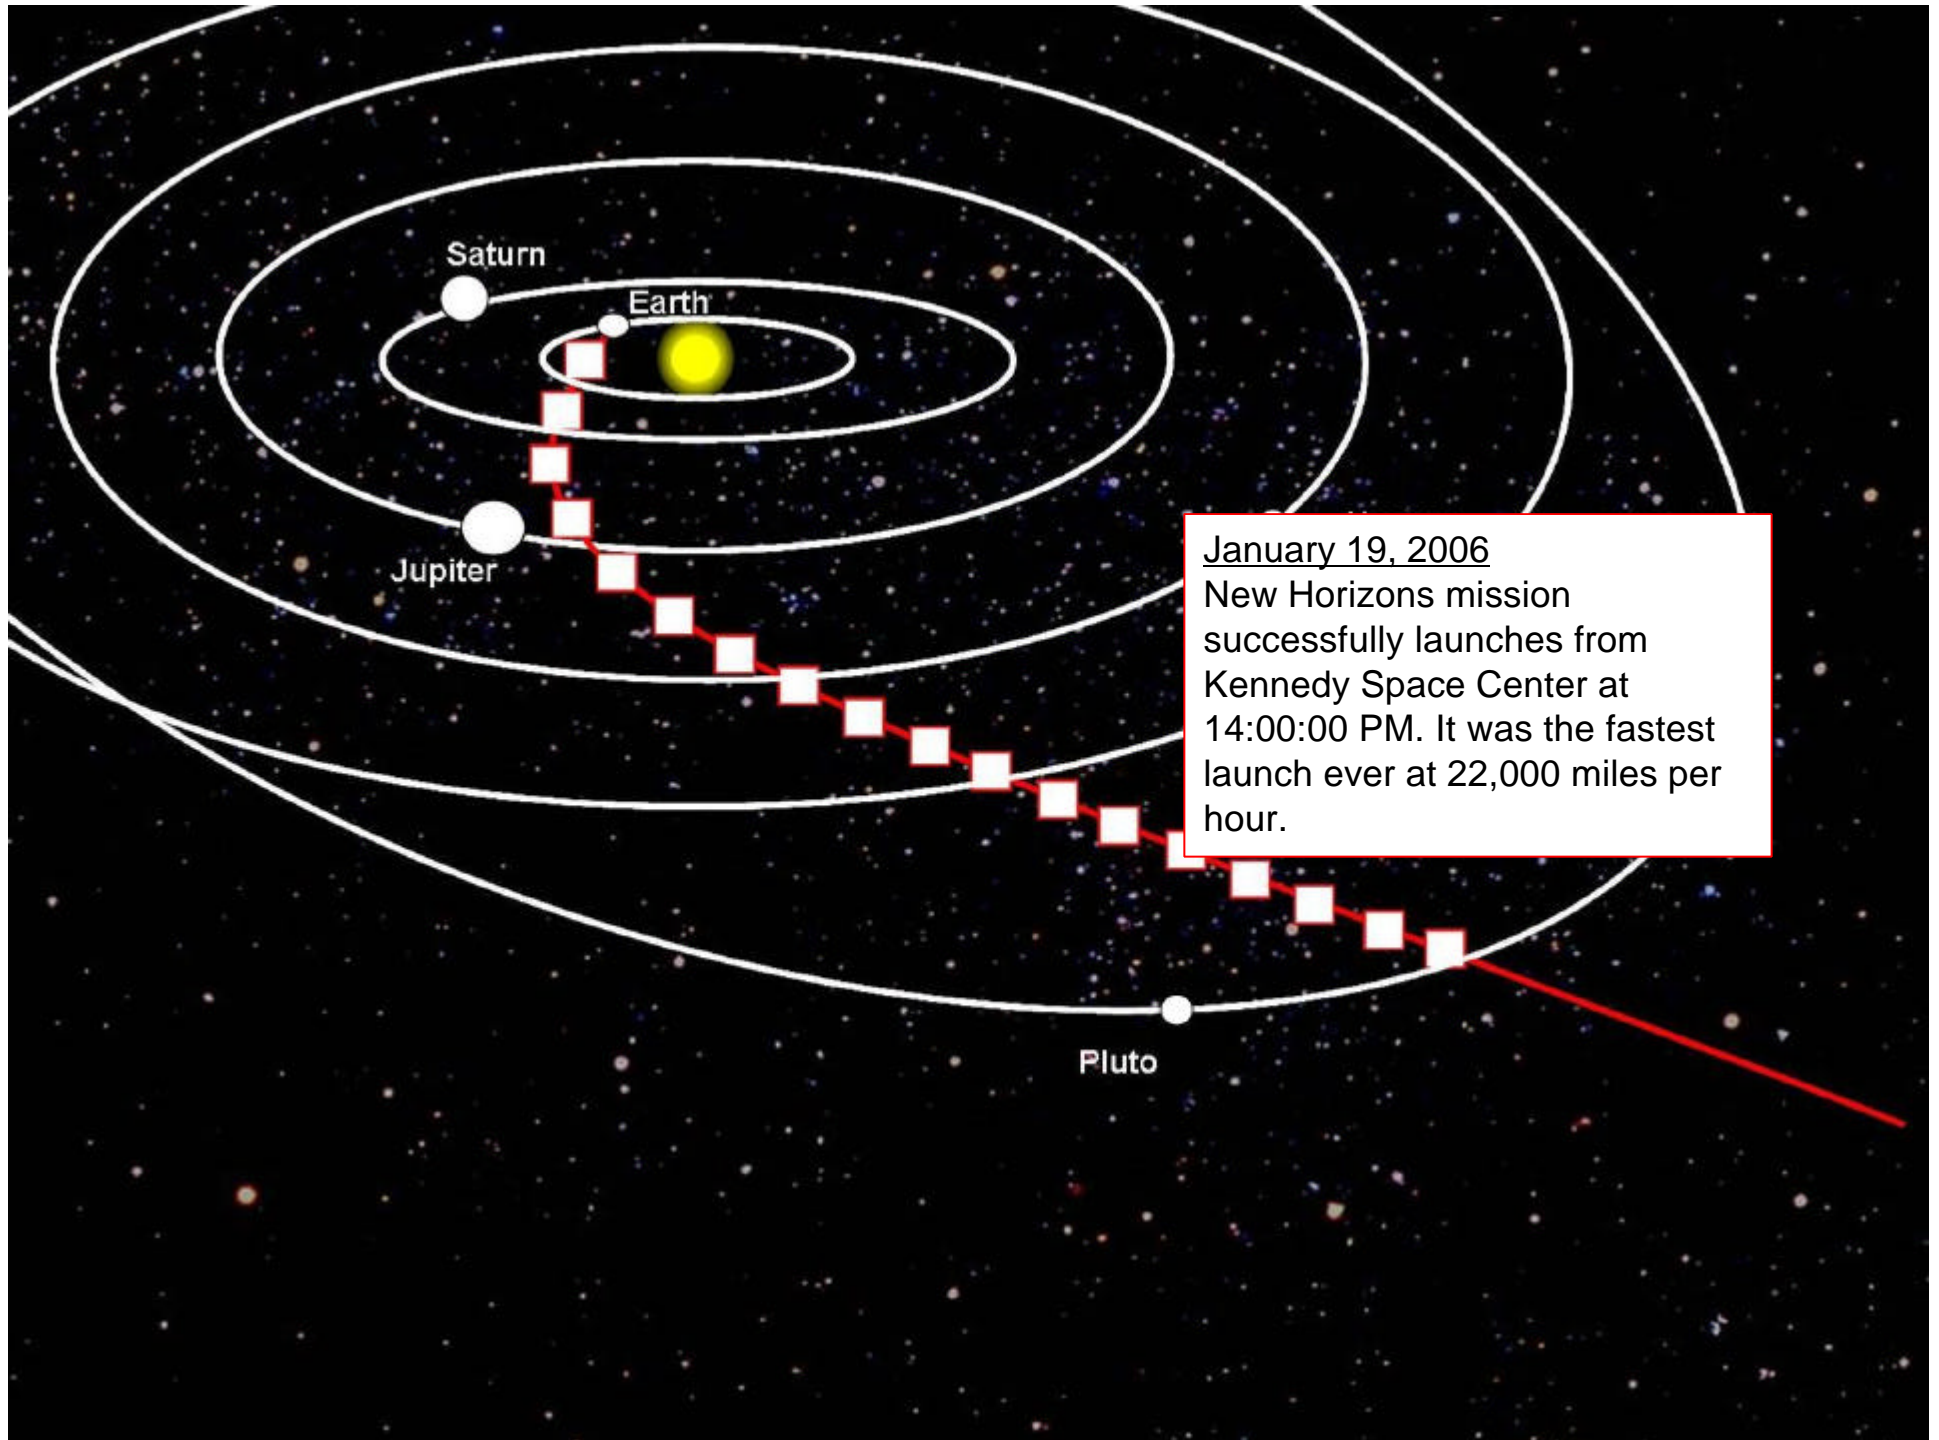 Saturn
Earth
Jupiter
January 19, 2006
New Horizons mission
successfully launches from
Kennedy Space Center at
14:00:00 PM. It was the fastest
launch ever at 22,000 miles per
hour.
Pluto